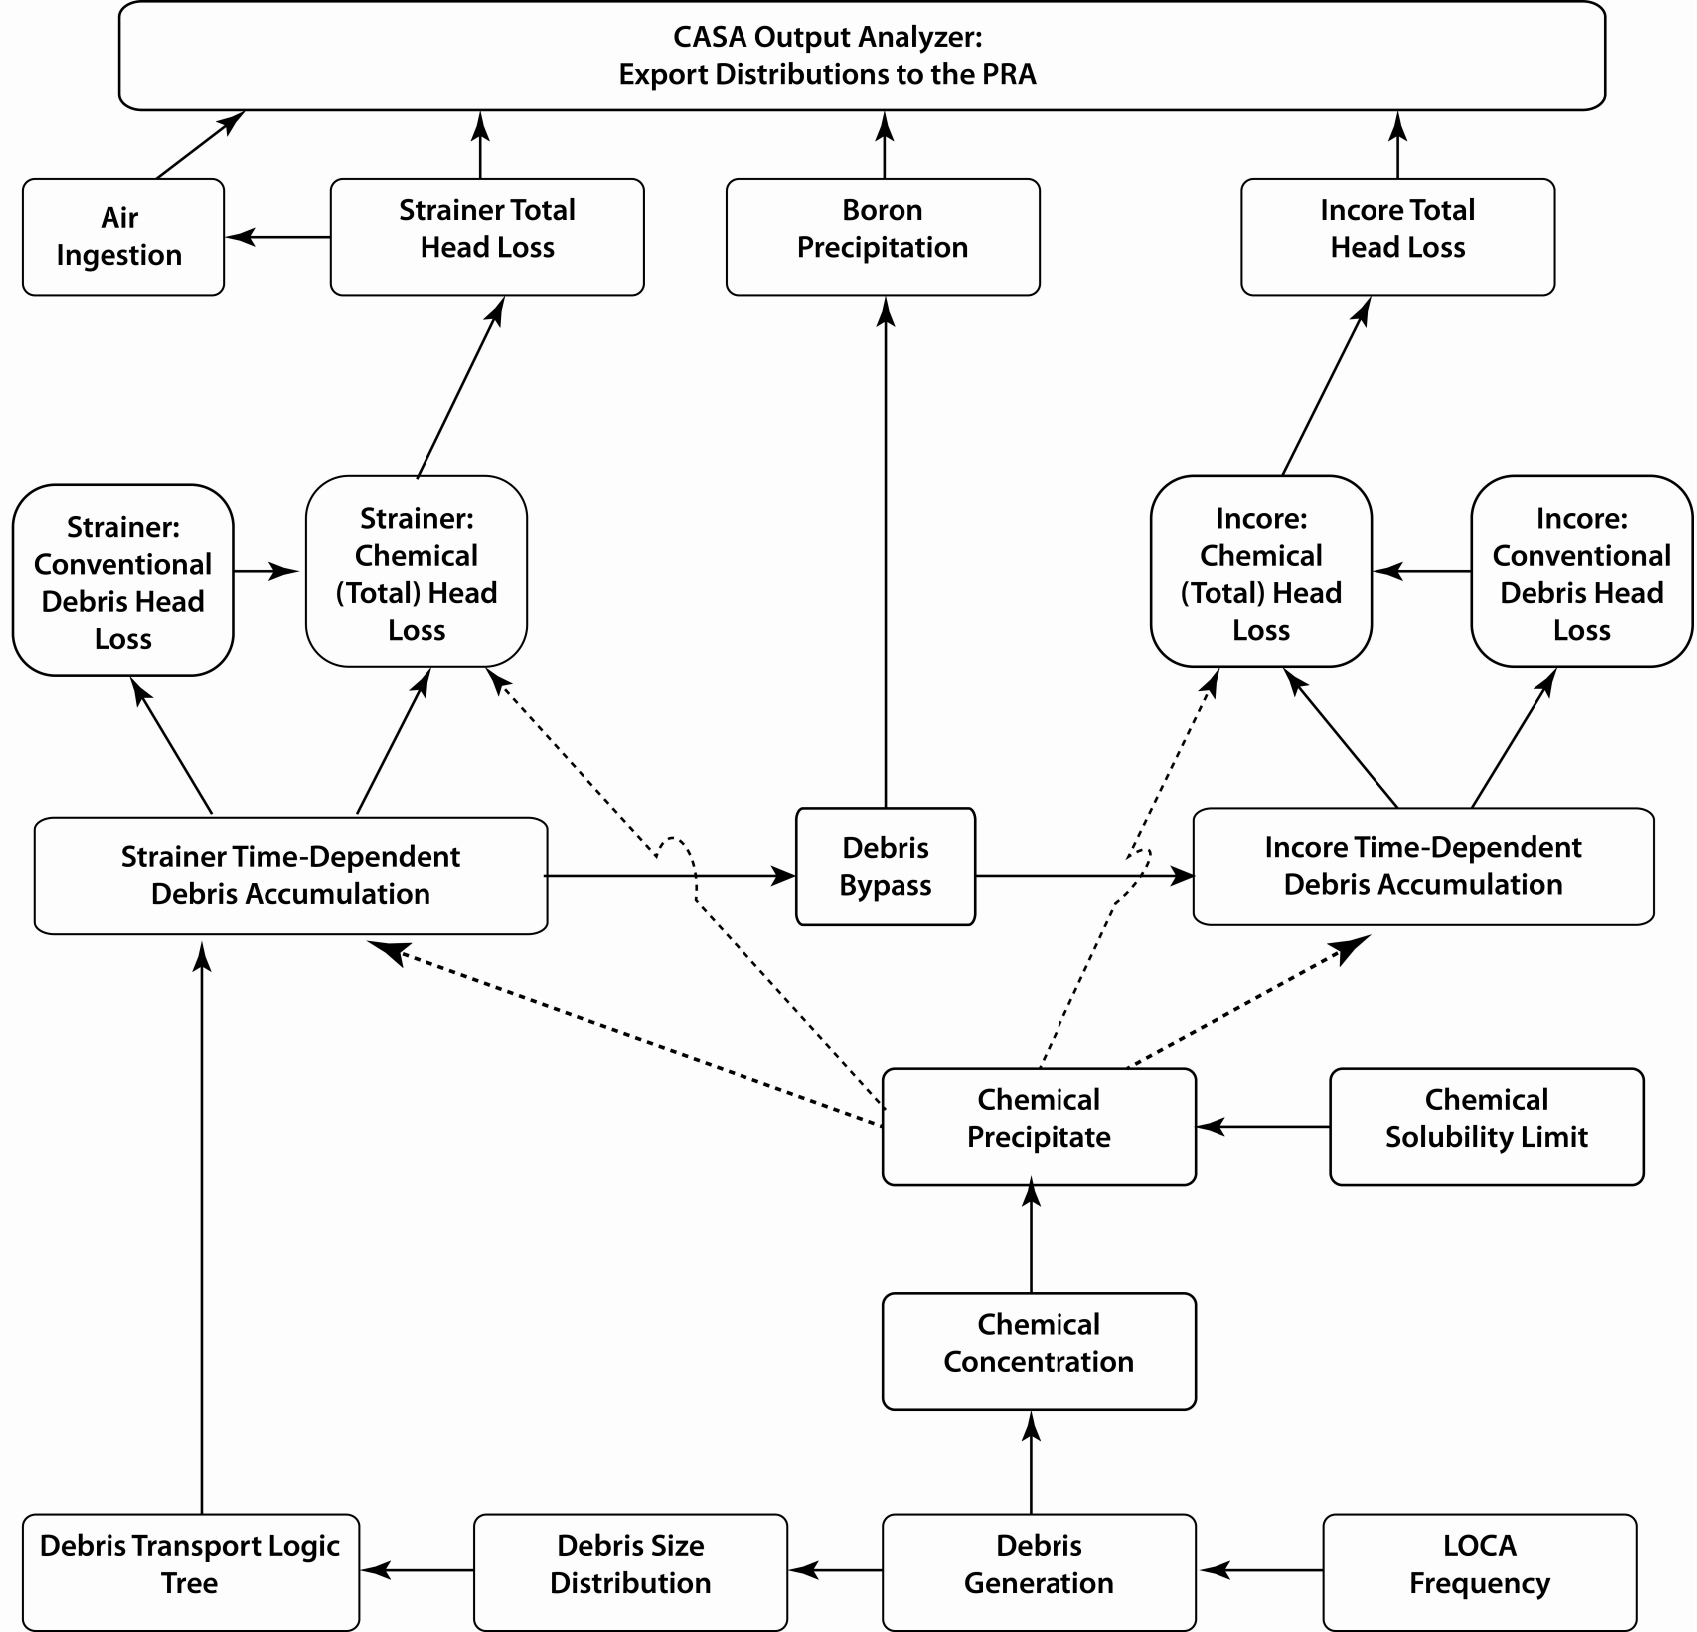 CASA Output Analyzer:
Export Distributions to the PRA
Air
Ingestion
Strainer Total
Head Loss
Boron
Precipitation
Incore Total
Head Loss
Strainer:
Conventional
Debris Head
Loss
Strainer:
Chemical
(Total) Head
Loss
Incore:
Chemical
(Total) Head
Loss
Incore:
Conventional
Debris Head
Loss
Strainer Time-Dependent
Debris Accumulation
Debris
Bypass
Incore Time-Dependent
Debris Accumulation
Chemical
Precipitate
Chemical
Solubility Limit
Chemical
Concentration
Debris Transport Logic
Tree
Debris Size
Distribution
Debris
Generation
LOCA
Frequency